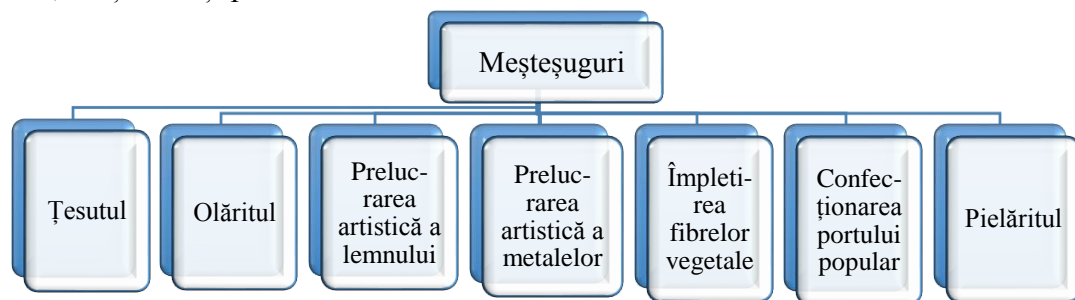 Meșteșuguri
Țesutul
Olăritul
Preluc-
rarea
artistică a
lemnului
Preluc-
rarea
artistică a
metalelor
Împleti-
rea
fibrelor
vegetale
Confec-
ționarea
portului
popular
Pielăritul